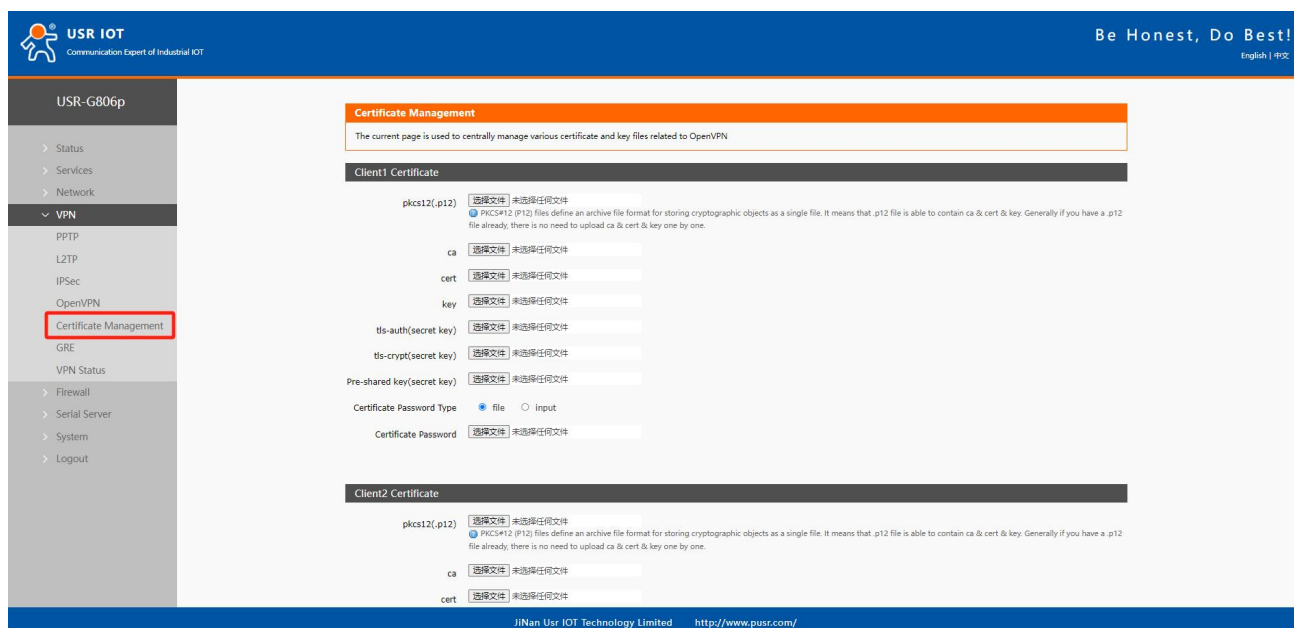 USR IOT
Communication Expert of Industrial IOT
Be Honest, Do Best!
English | 中文
USR-G806p
Status
Services
Network
VPN
PPTP
L2TP
IPSec
OpenVPN
Certificate Management
GRE
VPN Status
Firewall
Serial Server
System
Logout
Certificate Management
The current page is used to centrally manage various certificate and key files related to OpenVPN
Client1 Certificate
pkcs12(.p12) 选择文件 未选择任何文件
PKCS#12 (P12) files define an archive file format for storing cryptographic objects as a single file. It means that .p12 file is able to contain ca & cert & key. Generally if you have a .p12
file already, there is no need to upload ca & cert & key one by one.
ca 选择文件 未选择任何文件
cert 选择文件 未选择任何文件
key 选择文件 未选择任何文件
tls-auth(secret key) 选择文件 未选择任何文件
tls-crypt(secret key) 选择文件 未选择任何文件
Pre-shared key(secret key) 选择文件 未选择任何文件
Certificate Password Type file input
Certificate Password 选择文件 未选择任何文件
Client2 Certificate
pkcs12(.p12) 选择文件 未选择任何文件
PKCS#12 (P12) files define an archive file format for storing cryptographic objects as a single file. It means that .p12 file is able to contain ca & cert & key. Generally if you have a .p12
file already, there is no need to upload ca & cert & key one by one.
ca 选择文件 未选择任何文件
cert 选择文件 未选择任何文件
JiNan Usr IOT Technology Limited http://www.pusr.com/